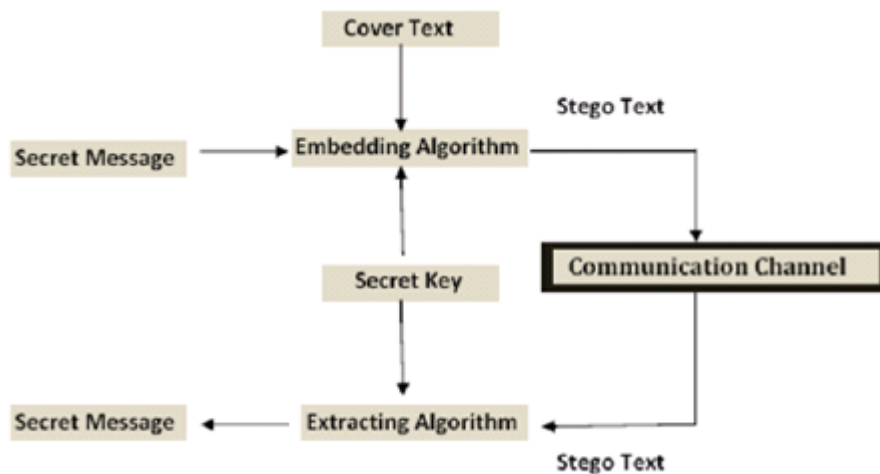 Cover Text
Stego Text
Secret Message
Embedding Algorithm
Communication Channel
Secret Key
Secret Message
Extracting Algorithm
Stego Text